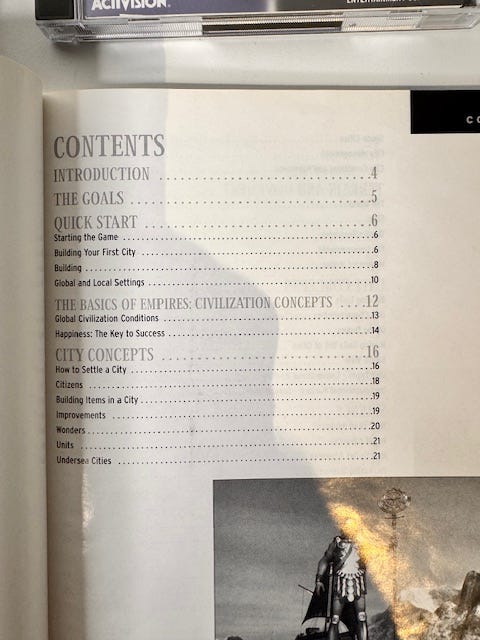 ACTIVISION.
CONTENTS
INTRODUCTION .4
THE GOALS .5
QUICK START .6
Starting the Game .6
Building Your First City .6
Building .8
Global and Local Settings .10
THE BASICS OF EMPIRES: CIVILIZATION CONCEPTS .12
Global Civilization Conditions .13
Happiness: The Key to Success .14
CITY CONCEPTS .16
How to Settle a City .16
Citizens .18
Building Items in a City .19
Improvements .19
Wonders .20
Units .21
Undersea Cities .21